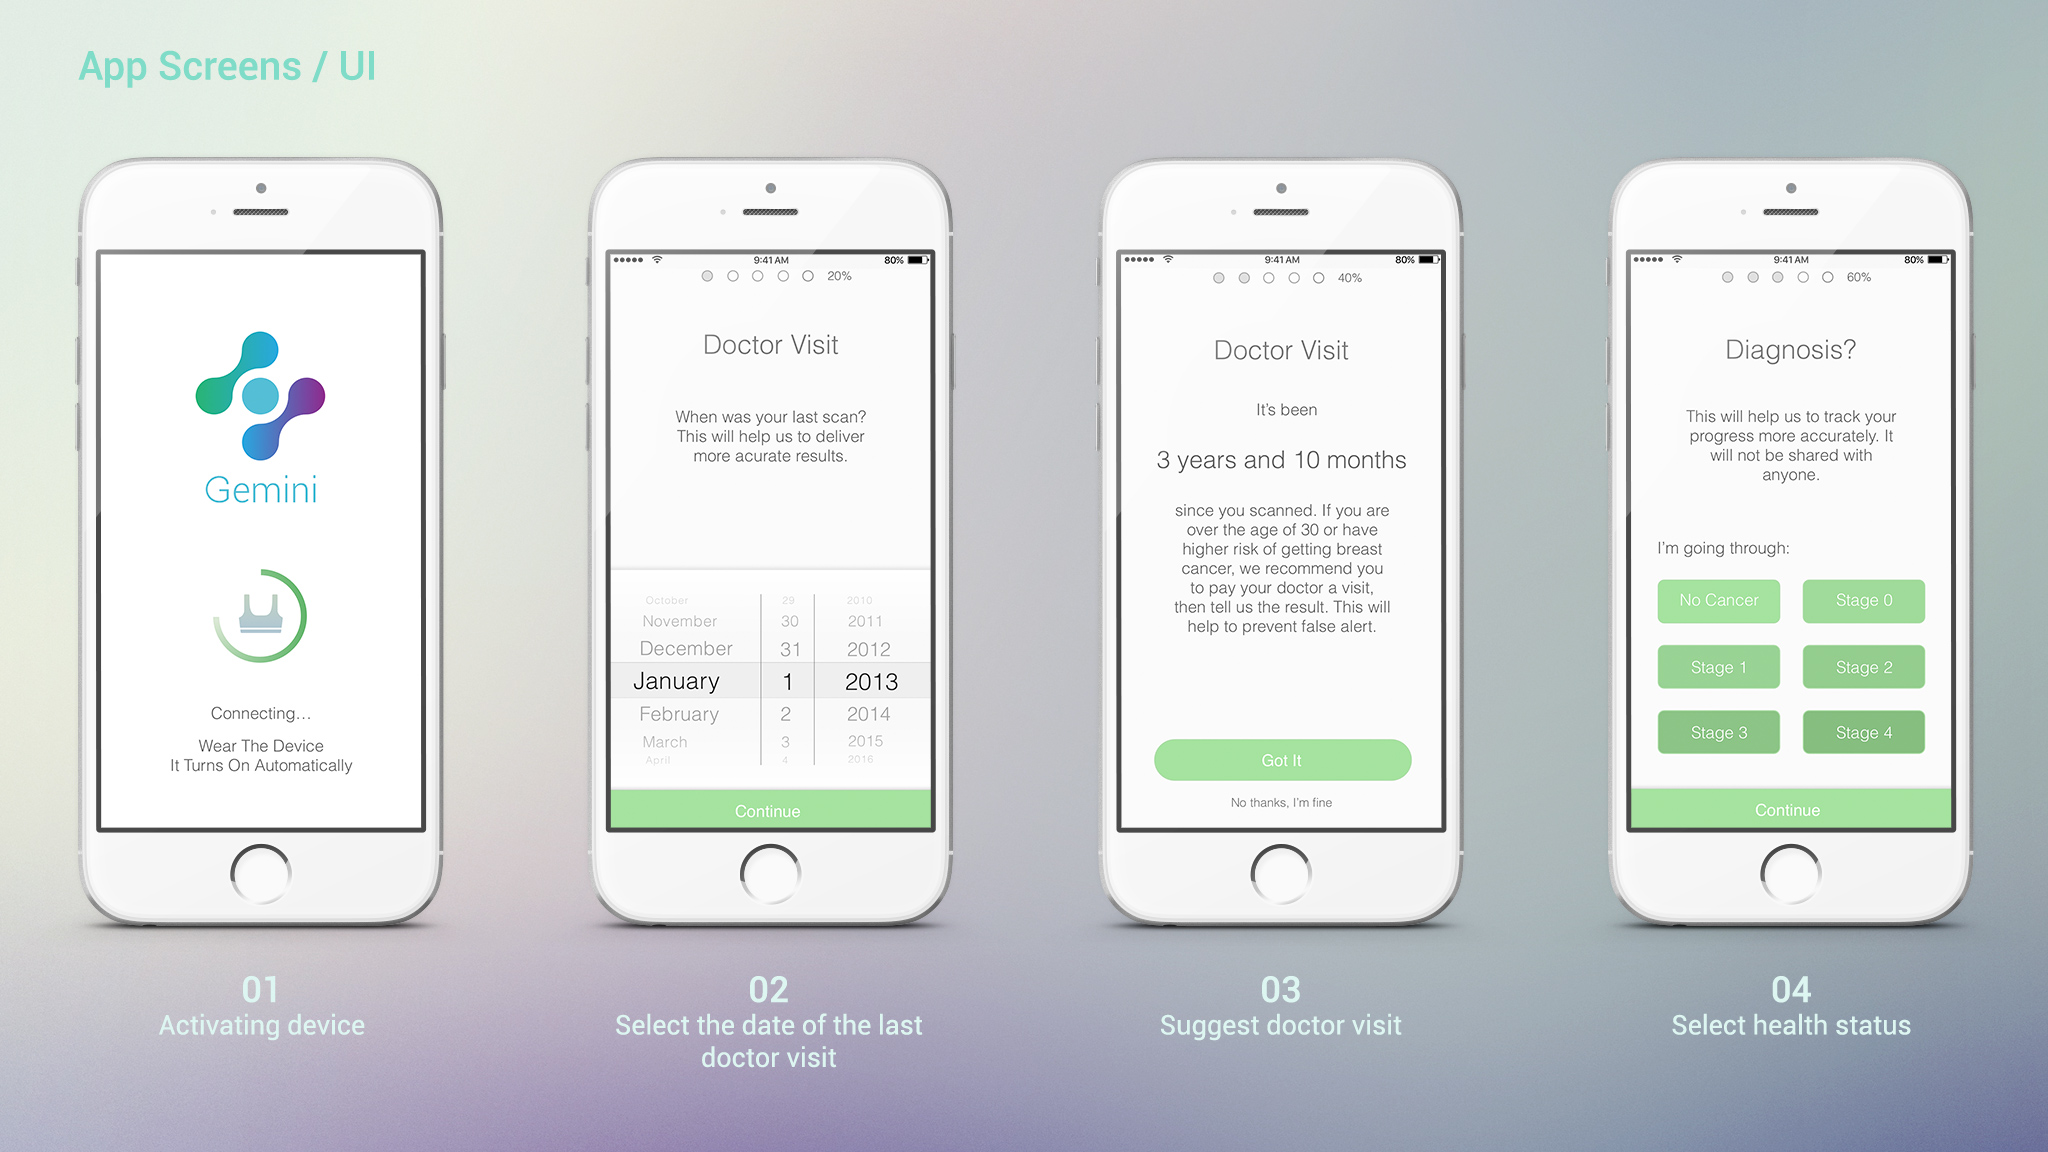 App Screens / UI
Gemini
Connecting...
Wear The Device
It Turns On Automatically
01
Activating device
9:41 AM
80%
20%
Doctor Visit
When was your last scan?
This will help us to deliver
more acurate results.
October 29 2010
November 30 2011
December 31 2012
January 1 2013
February 2 2014
March 3 2015
April 4 2016
Continue
02
Select the date of the last
doctor visit
9:41 AM
80%
40%
Doctor Visit
It's been
3 years and 10 months
since you scanned. If you are
over the age of 30 or have
higher risk of getting breast
cancer, we recommend you
to pay your doctor a visit,
then tell us the result. This will
help to prevent false alert.
Got It
No thanks, I'm fine
03
Suggest doctor visit
9:41 AM
80%
60%
Diagnosis?
This will help us to track your
progress more accurately. It
will not be shared with
anyone.
I'm going through:
No Cancer
Stage 0
Stage 1
Stage 2
Stage 3
Stage 4
Continue
04
Select health status